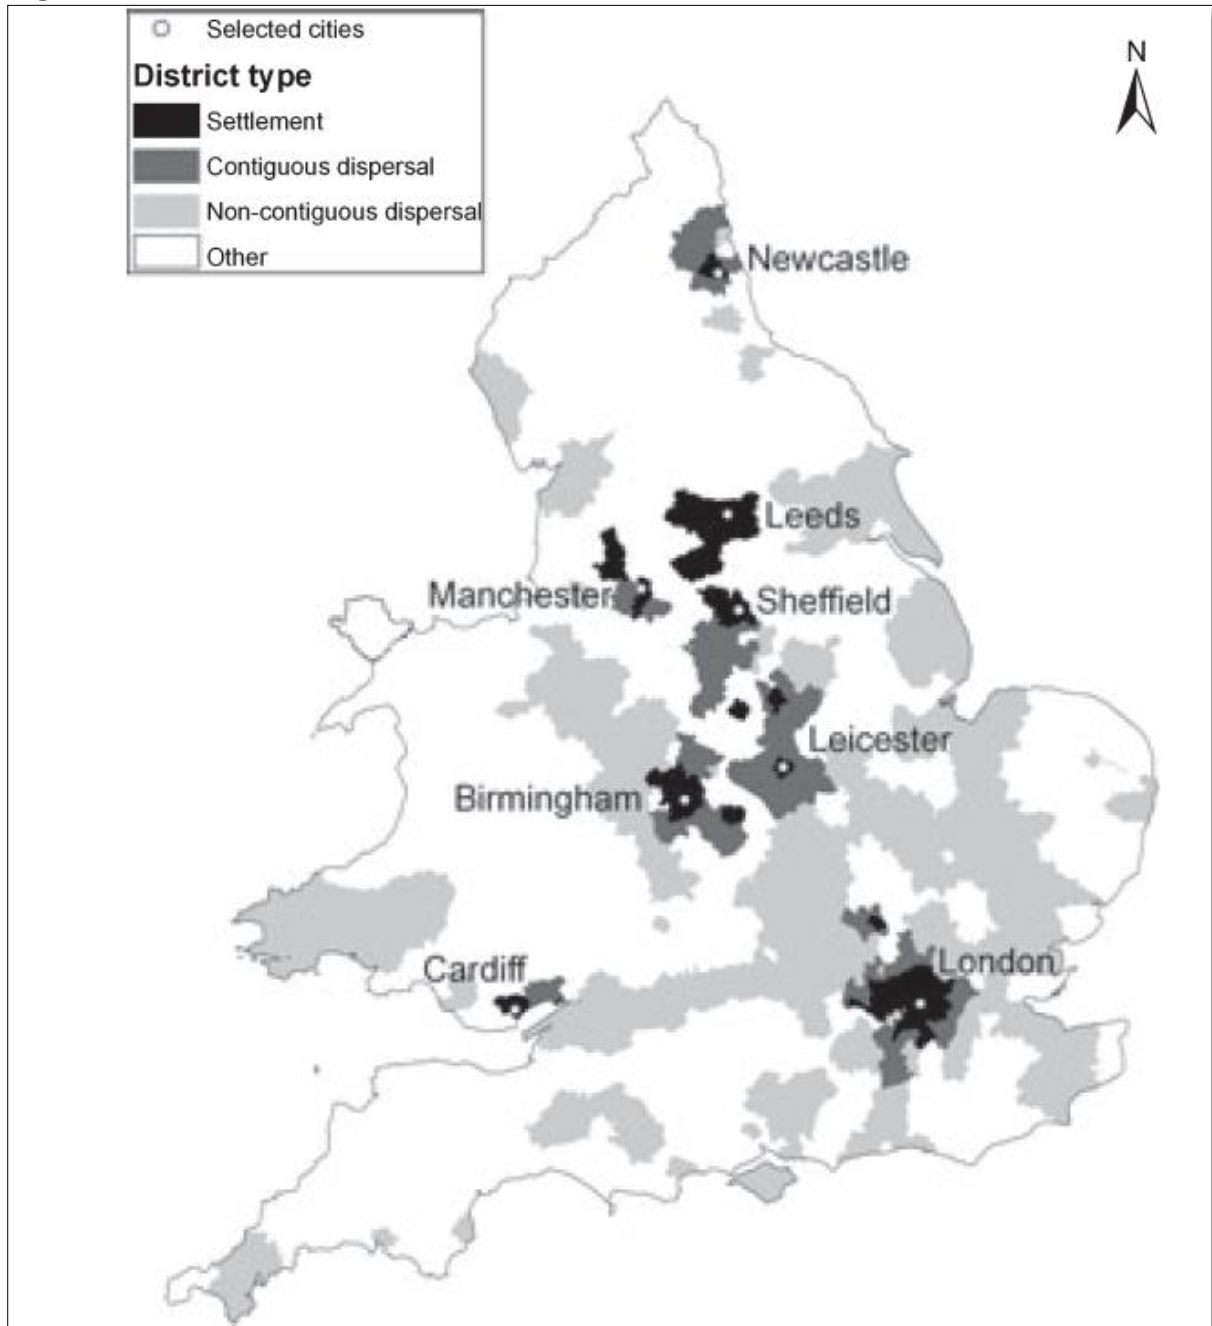 Selected cities
District type
Settlement
Contiguous dispersal
Non-contiguous dispersal
Other
N
Newcastle
Leeds
Manchester
Sheffield
Leicester
Birmingham
Cardiff
London